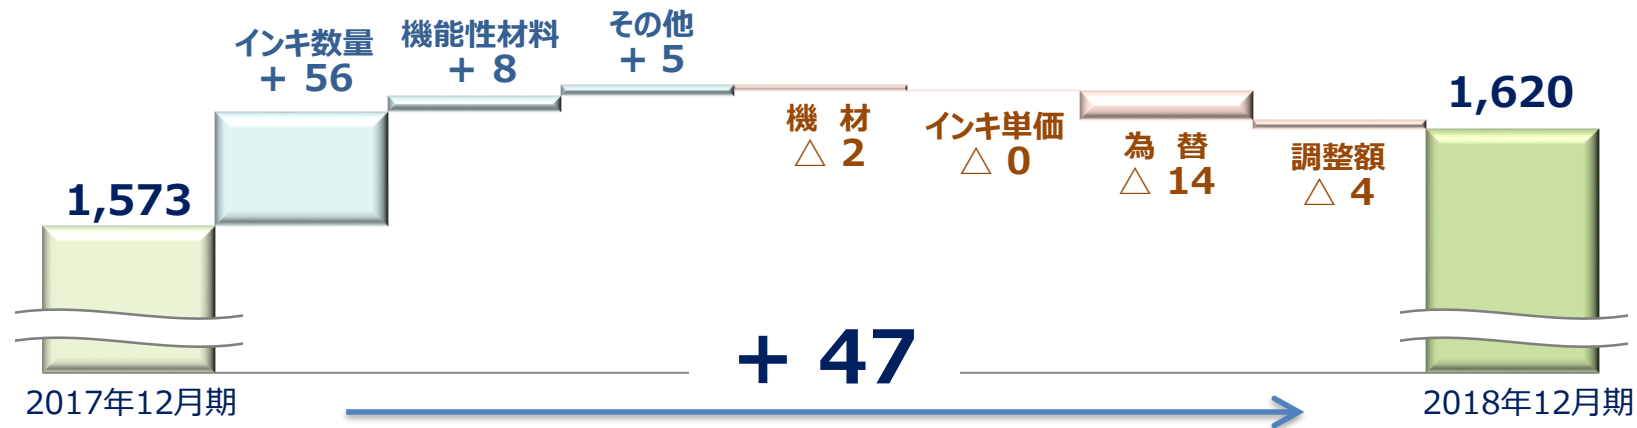 インキ数量
+ 56
機能性材料
+ 8
その他
+ 5
機 材
△ 2
インキ単価
△ 0
為 替
△ 14
調整額
△ 4
1,573
1,620
+ 47
2017年12月期
2018年12月期